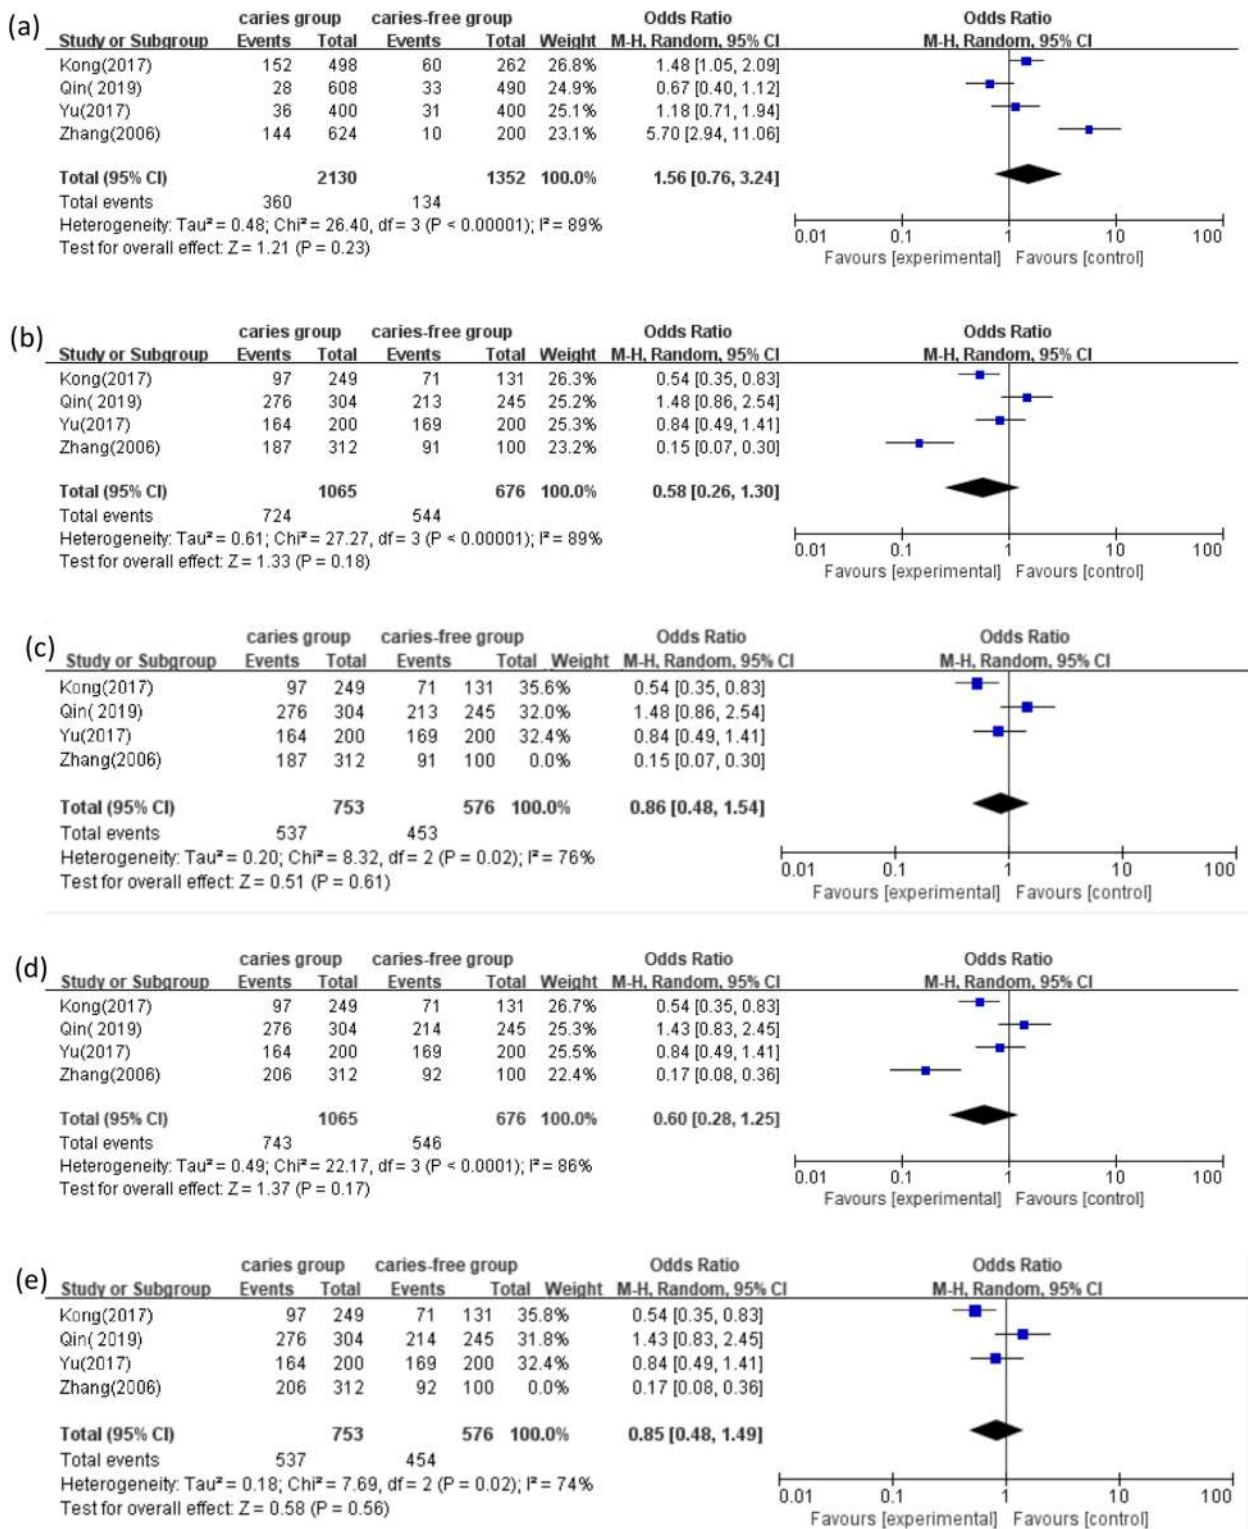 (a)
caries group caries-free group Odds Ratio Odds Ratio
Study or Subgroup Events Total Events Total Weight M-H, Random, 95% CI M-H, Random, 95% CI
Kong(2017) 152 498 60 262 26.8% 1.48 [1.05, 2.09]
Qin( 2019) 28 608 33 490 24.9% 0.67 [0.40, 1.12]
Yu(2017) 36 400 31 400 25.1% 1.18 [0.71, 1.94]
Zhang(2006) 144 624 10 200 23.1% 5.70 [2.94, 11.06]
Total (95% CI) 2130 1352 100.0% 1.56 [0.76, 3.24]
Total events 360 134
Heterogeneity: Tau² = 0.48; Chi² = 26.40, df = 3 (P < 0.00001); I² = 89%
Test for overall effect: Z = 1.21 (P = 0.23)
0.01 0.1 1 10 100
Favours [experimental] Favours [control]
(b)
caries group caries-free group Odds Ratio Odds Ratio
Study or Subgroup Events Total Events Total Weight M-H, Random, 95% CI M-H, Random, 95% CI
Kong(2017) 97 249 71 131 26.3% 0.54 [0.35, 0.83]
Qin( 2019) 276 304 213 245 25.2% 1.48 [0.86, 2.54]
Yu(2017) 164 200 169 200 25.3% 0.84 [0.49, 1.41]
Zhang(2006) 187 312 91 100 23.2% 0.15 [0.07, 0.30]
Total (95% CI) 1065 676 100.0% 0.58 [0.26, 1.30]
Total events 724 544
Heterogeneity: Tau² = 0.61; Chi² = 27.27, df = 3 (P < 0.00001); I² = 89%
Test for overall effect: Z = 1.33 (P = 0.18)
0.01 0.1 1 10 100
Favours [experimental] Favours [control]
(c)
caries group caries-free group Odds Ratio Odds Ratio
Study or Subgroup Events Total Events Total Weight M-H, Random, 95% CI M-H, Random, 95% CI
Kong(2017) 97 249 71 131 35.6% 0.54 [0.35, 0.83]
Qin( 2019) 276 304 213 245 32.0% 1.48 [0.86, 2.54]
Yu(2017) 164 200 169 200 32.4% 0.84 [0.49, 1.41]
Zhang(2006) 187 312 91 100 0.0% 0.15 [0.07, 0.30]
Total (95% CI) 753 576 100.0% 0.86 [0.48, 1.54]
Total events 537 453
Heterogeneity: Tau² = 0.20; Chi² = 8.32, df = 2 (P = 0.02); I² = 76%
Test for overall effect: Z = 0.51 (P = 0.61)
0.01 0.1 1 10 100
Favours [experimental] Favours [control]
(d)
caries group caries-free group Odds Ratio Odds Ratio
Study or Subgroup Events Total Events Total Weight M-H, Random, 95% CI M-H, Random, 95% CI
Kong(2017) 97 249 71 131 26.7% 0.54 [0.35, 0.83]
Qin( 2019) 276 304 214 245 25.3% 1.43 [0.83, 2.45]
Yu(2017) 164 200 169 200 25.5% 0.84 [0.49, 1.41]
Zhang(2006) 206 312 92 100 22.4% 0.17 [0.08, 0.36]
Total (95% CI) 1065 676 100.0% 0.60 [0.28, 1.25]
Total events 743 546
Heterogeneity: Tau² = 0.49; Chi² = 22.17, df = 3 (P < 0.0001); I² = 86%
Test for overall effect: Z = 1.37 (P = 0.17)
0.01 0.1 1 10 100
Favours [experimental] Favours [control]
(e)
caries group caries-free group Odds Ratio Odds Ratio
Study or Subgroup Events Total Events Total Weight M-H, Random, 95% CI M-H, Random, 95% CI
Kong(2017) 97 249 71 131 35.8% 0.54 [0.35, 0.83]
Qin( 2019) 276 304 214 245 31.8% 1.43 [0.83, 2.45]
Yu(2017) 164 200 169 200 32.4% 0.84 [0.49, 1.41]
Zhang(2006) 206 312 92 100 0.0% 0.17 [0.08, 0.36]
Total (95% CI) 753 576 100.0% 0.85 [0.48, 1.49]
Total events 537 454
Heterogeneity: Tau² = 0.18; Chi² = 7.69, df = 2 (P = 0.02); I² = 74%
Test for overall effect: Z = 0.58 (P = 0.56)
0.01 0.1 1 10 100
Favours [experimental] Favours [control]